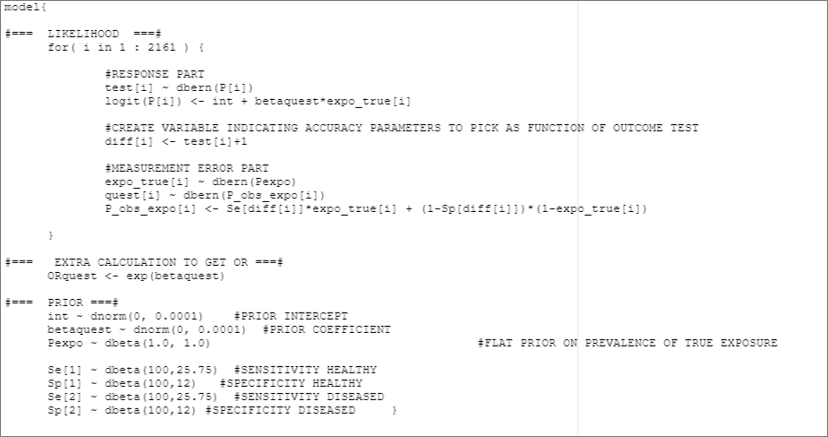 model{
#=== LIKELIHOOD ===#
for( i in 1 : 2161 ) {
#RESPONSE PART
test[i] ~ dbern(P[i])
logit(P[i]) <- int + betaquest*expo_true[i]
#CREATE VARIABLE INDICATING ACCURACY PARAMETERS TO PICK AS FUNCTION OF OUTCOME TEST
diff[i] <- test[i]+1
#MEASUREMENT ERROR PART
expo_true[i] ~ dbern(Pexpo)
quest[i] ~ dbern(P_obs_expo[i])
P_obs_expo[i] <- Se[diff[i]]*expo_true[i] + (1-Sp[diff[i]])*(1-expo_true[i])
}
#=== EXTRA CALCULATION TO GET OR ===#
ORquest <- exp(betaquest)
#=== PRIOR ===#
int ~ dnorm(0, 0.0001) #PRIOR INTERCEPT
betaquest ~ dnorm(0, 0.0001) #PRIOR COEFFICIENT
Pexpo ~ dbeta(1.0, 1.0) #FLAT PRIOR ON PREVALENCE OF TRUE EXPOSURE
Se[1] ~ dbeta(100,25.75) #SENSITIVITY HEALTHY
Sp[1] ~ dbeta(100,12) #SPECIFICITY HEALTHY
Se[2] ~ dbeta(100,25.75) #SENSITIVITY DISEASED
Sp[2] ~ dbeta(100,12) #SPECIFICITY DISEASED }